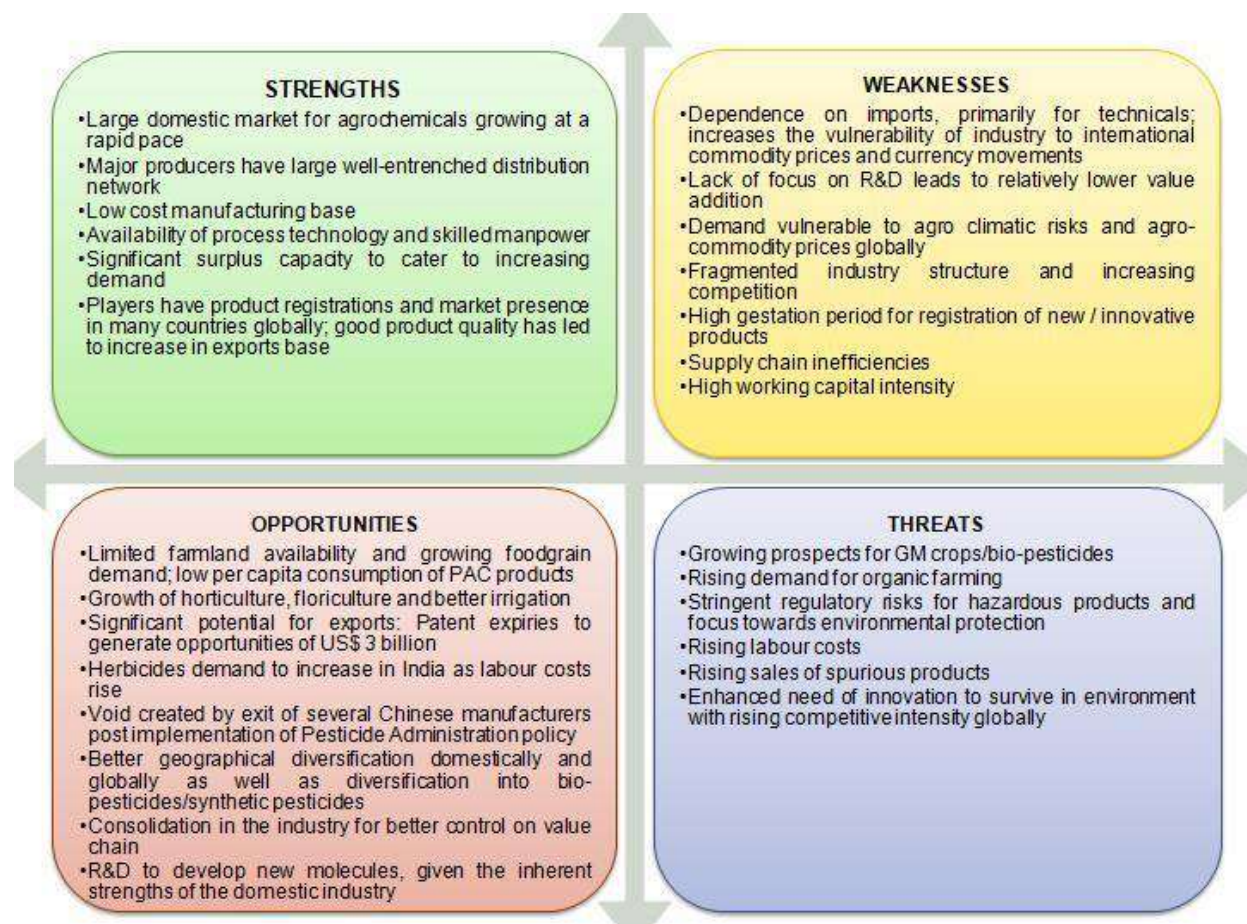 STRENGTHS
•Large domestic market for agrochemicals growing at a
rapid pace
•Major producers have large well-entrenched distribution
network
•Low cost manufacturing base
•Availability of process technology and skilled manpower
•Significant surplus capacity to cater to increasing
demand
•Players have product registrations and market presence
in many countries globally; good product quality has led
to increase in exports base
WEAKNESSES
•Dependence on imports, primarily for technicals;
increases the vulnerability of industry to international
commodity prices and currency movements
•Lack of focus on R&D leads to relatively lower value
addition
•Demand vulnerable to agro climatic risks and agro-
commodity prices globally
•Fragmented industry structure and increasing
competition
•High gestation period for registration of new / innovative
products
•Supply chain inefficiencies
•High working capital intensity
OPPORTUNITIES
•Limited farmland availability and growing foodgrain
demand; low per capita consumption of PAC products
•Growth of horticulture, floriculture and better irrigation
•Significant potential for exports: Patent expiries to
generate opportunities of US$ 3 billion
•Herbicides demand to increase in India as labour costs
rise
•Void created by exit of several Chinese manufacturers
post implementation of Pesticide Administration policy
•Better geographical diversification domestically and
globally as well as diversification into bio-
pesticides/synthetic pesticides
•Consolidation in the industry for better control on value
chain
•R&D to develop new molecules, given the inherent
strengths of the domestic industry
THREATS
•Growing prospects for GM crops/bio-pesticides
•Rising demand for organic farming
•Stringent regulatory risks for hazardous products and
focus towards environmental protection
•Rising labour costs
•Rising sales of spurious products
•Enhanced need of innovation to survive in environment
with rising competitive intensity globally